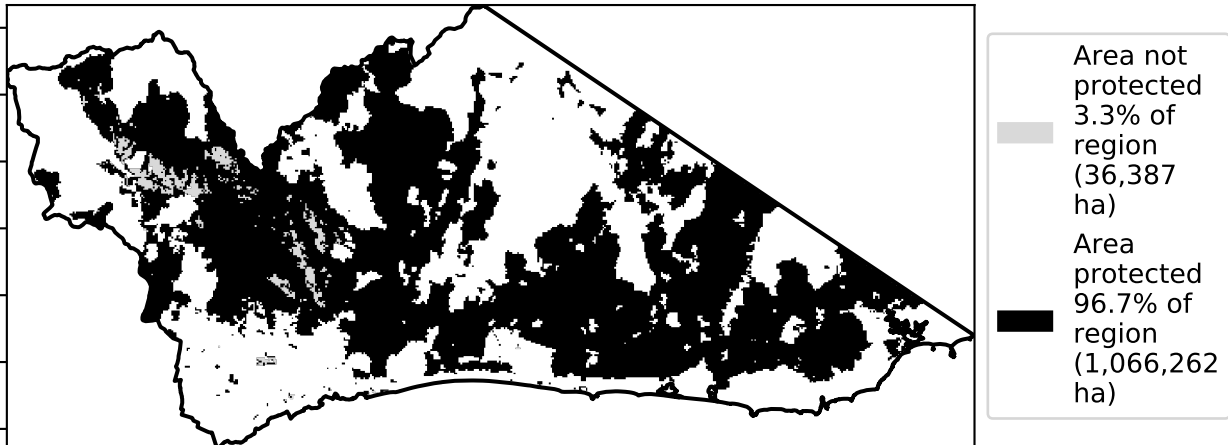 Area not
protected
3.3% of
region
(36,387
ha)
Area
protected
96.7% of
region
(1,066,262
ha)